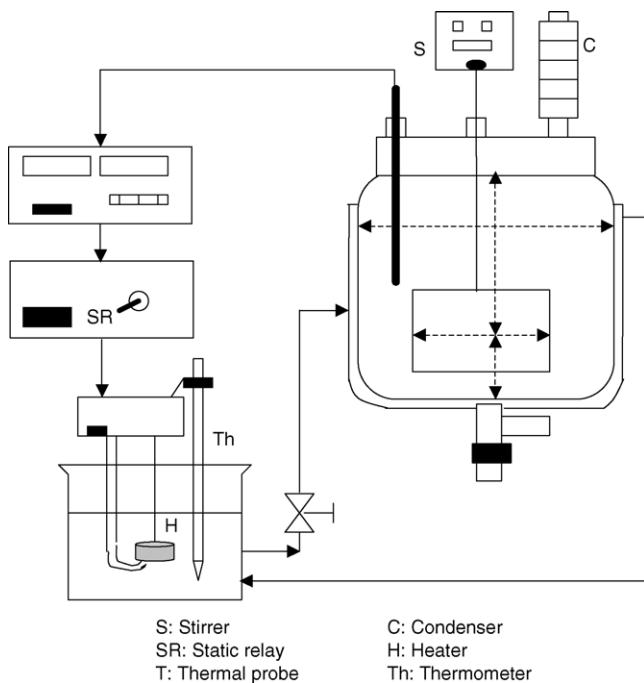 S
C
SR
Th
H
S: Stirrer
C: Condenser
SR: Static relay
H: Heater
T: Thermal probe
Th: Thermometer